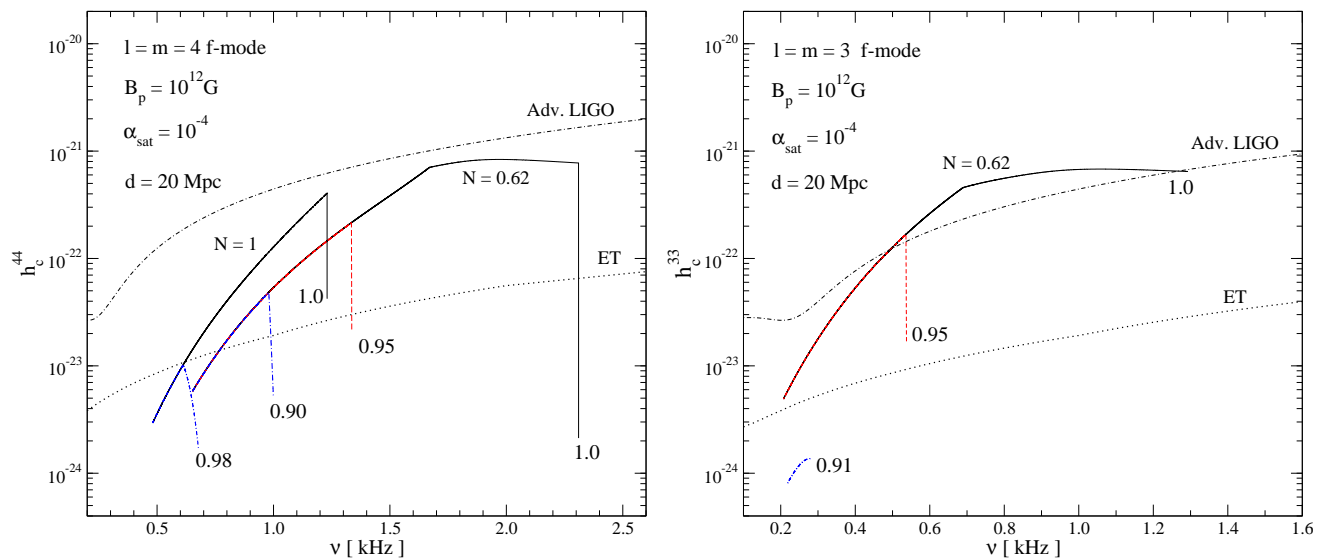 l = m = 4 f-mode
B_p = 10^12 G
α_sat = 10^-4
d = 20 Mpc
Adv. LIGO
N = 0.62
N = 1
ET
1.0
0.95
0.90
0.98
1.0
10^-20
10^-21
10^-22
10^-23
10^-24
h_c^44
0.5 1.0 1.5 2.0 2.5
ν [ kHz ]
l = m = 3 f-mode
B_p = 10^12 G
α_sat = 10^-4
d = 20 Mpc
Adv. LIGO
N = 0.62
1.0
ET
0.95
0.91
10^-20
10^-21
10^-22
10^-23
10^-24
h_c^33
0.2 0.4 0.6 0.8 1.0 1.2 1.4 1.6
ν [ kHz ]